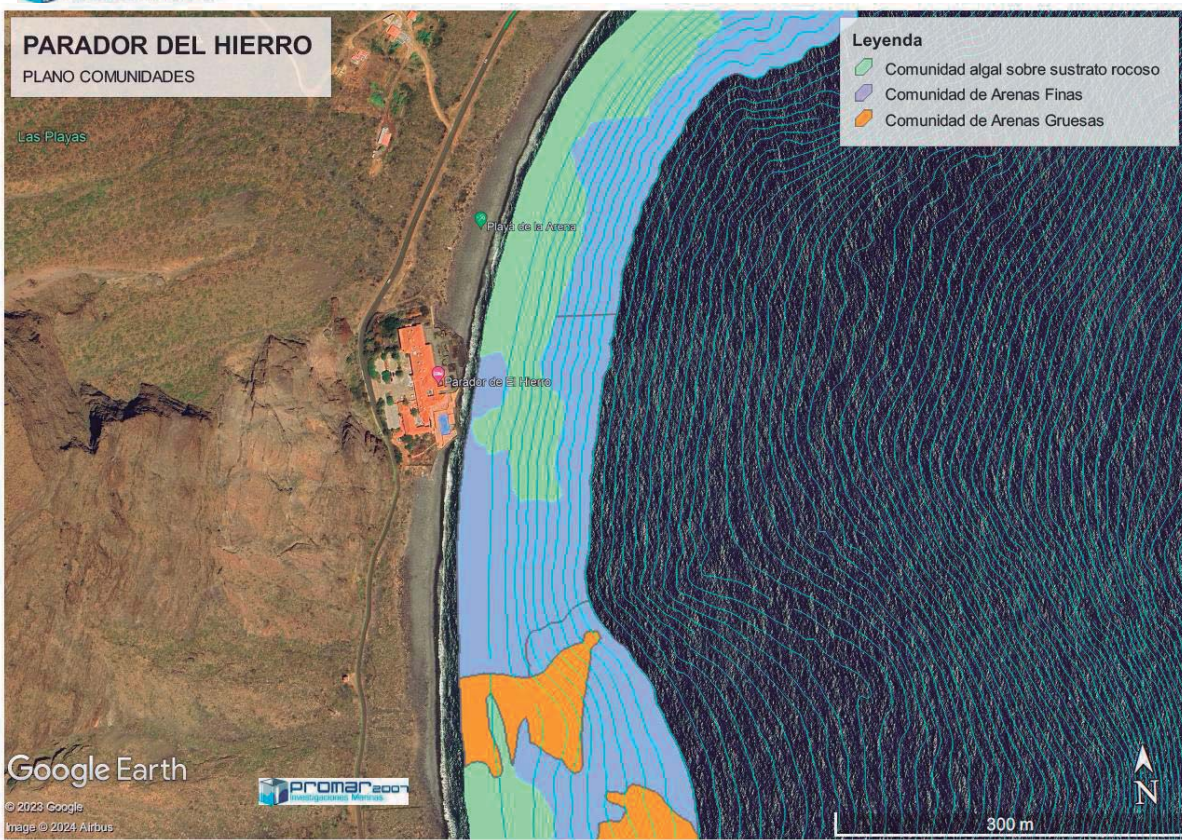 PARADOR DEL HIERRO
PLANO COMUNIDADES
Leyenda
Comunidad algal sobre sustrato rocoso
Comunidad de Arenas Finas
Comunidad de Arenas Gruesas
Las Playas
Playa de la Arena
Parador de El Hierro
Google Earth
promar2007
Investigaciones Marinas
© 2023 Google
Image © 2024 Airbus
300 m
N